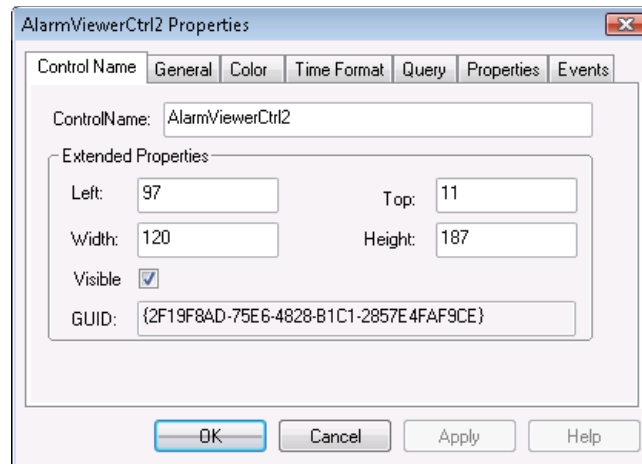 AlarmViewerCtrl2 Properties
Control Name General Color Time Format Query Properties Events
ControlName: AlarmViewerCtrl2
Extended Properties
Left: 97 Top: 11
Width: 120 Height: 187
Visible
GUID: {2F19F8AD-75E6-4828-B1C1-2857E4FAF9CE}
OK Cancel Apply Help